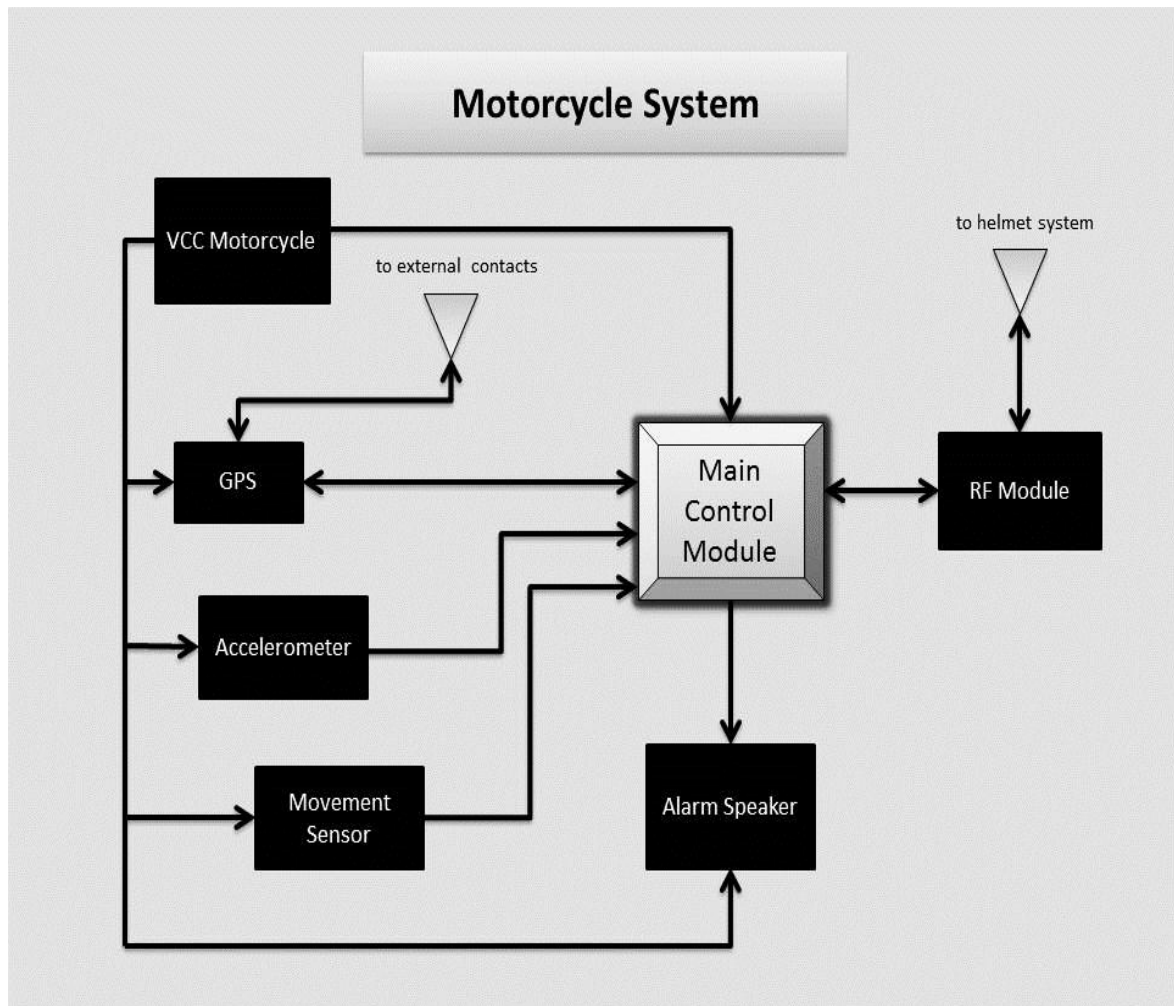 Motorcycle System
VCC Motorcycle
to helmet system
to external contacts
GPS
Main
Control
Module
RF Module
Accelerometer
Movement
Sensor
Alarm Speaker